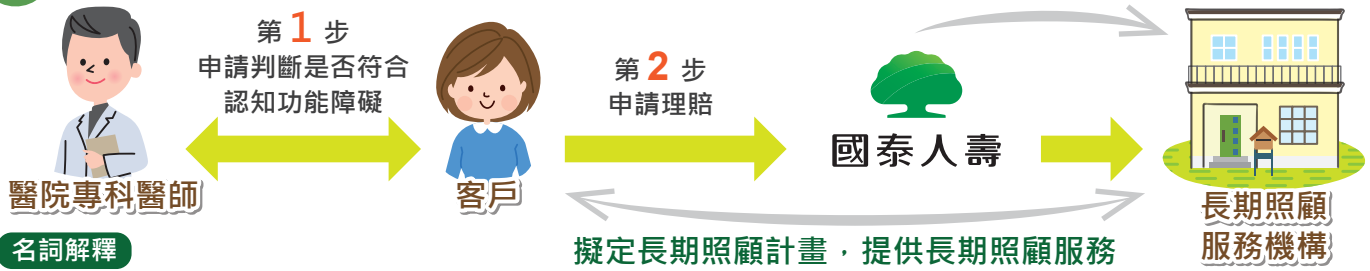 第1步
申請判斷是否符合
認知功能障礙
第2步
申請理賠
國泰人壽
醫院專科醫師
客戶
長期照顧
服務機構
擬定長期照顧計畫，提供長期照顧服務
名詞解釋